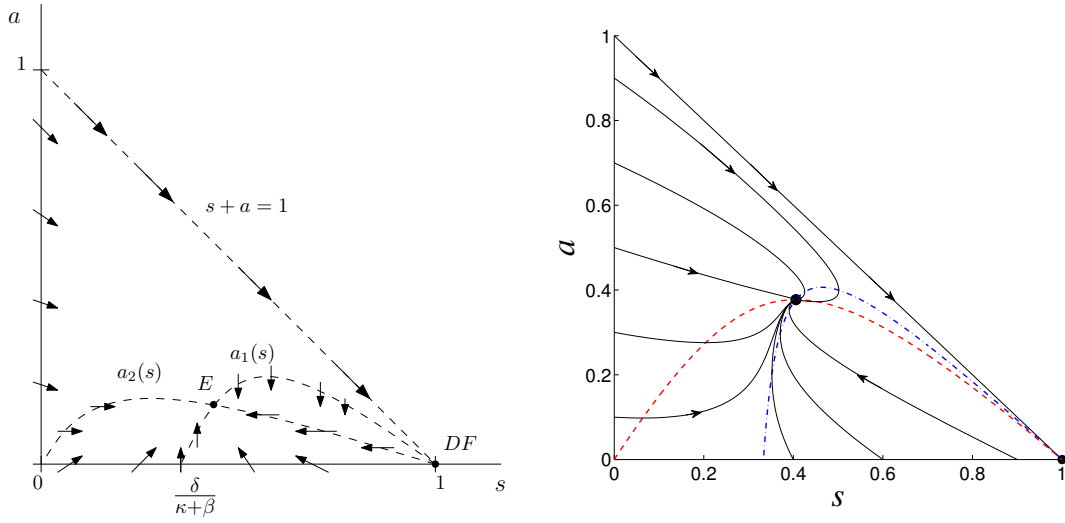 a
1
s + a = 1
a₂(s)
E
a₁(s)
DF
0
δ/(κ+β)
1
s
1
0.8
0.6
0.4
0.2
0
a
0 0.2 0.4 0.6 0.8 1
s